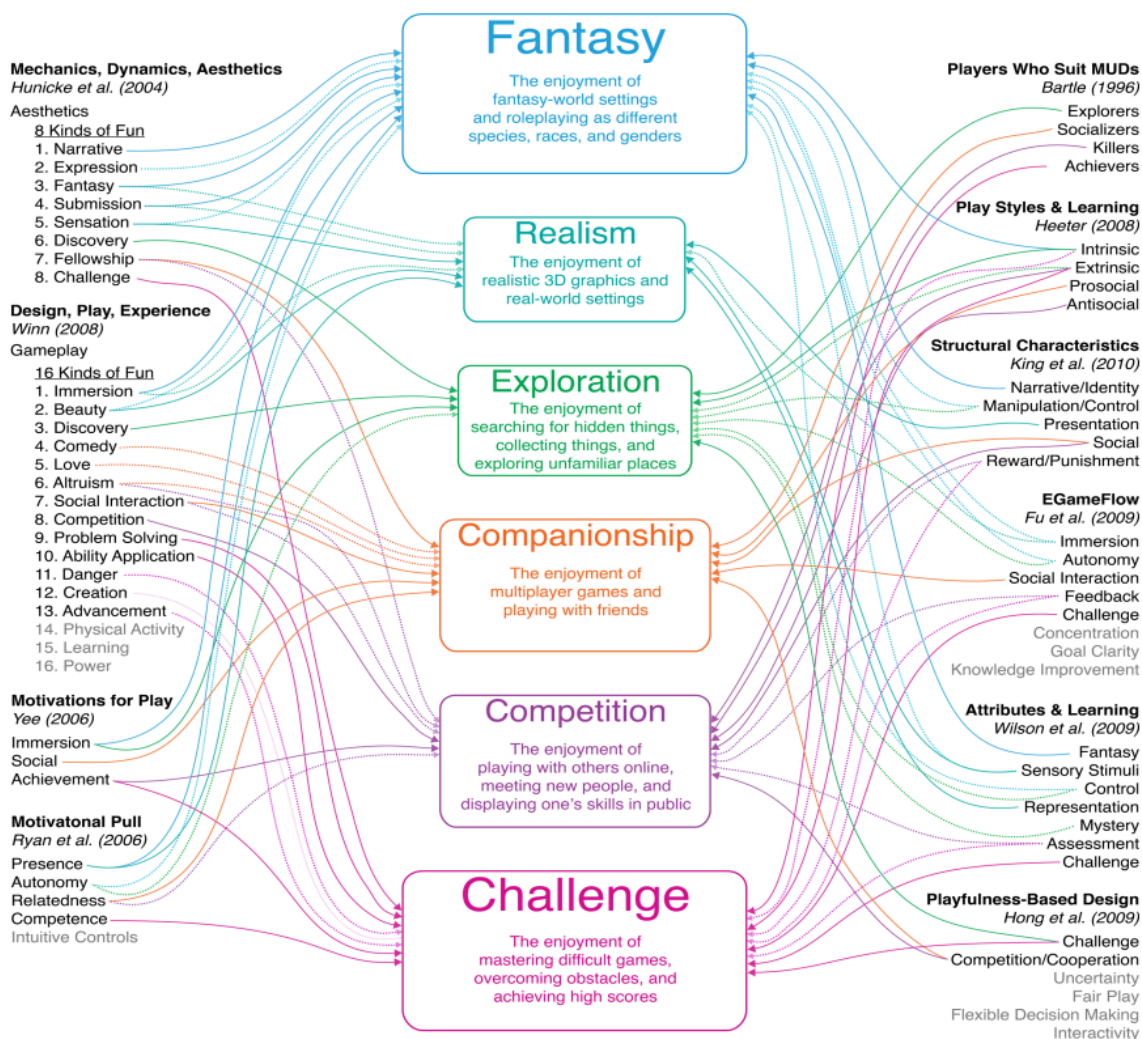 Mechanics, Dynamics, Aesthetics
Hunicke et al. (2004)
Aesthetics
8 Kinds of Fun
1. Narrative
2. Expression
3. Fantasy
4. Submission
5. Sensation
6. Discovery
7. Fellowship
8. Challenge
Design, Play, Experience
Winn (2008)
Gameplay
16 Kinds of Fun
1. Immersion
2. Beauty
3. Discovery
4. Comedy
5. Love
6. Altruism
7. Social Interaction
8. Competition
9. Problem Solving
10. Ability Application
11. Danger
12. Creation
13. Advancement
14. Physical Activity
15. Learning
16. Power
Motivations for Play
Yee (2006)
Immersion
Social
Achievement
Motivatonal Pull
Ryan et al. (2006)
Presence
Autonomy
Relatedness
Competence
Intuitive Controls
Fantasy
The enjoyment of
fantasy-world settings
and roleplaying as different
species, races, and genders
Realism
The enjoyment of
realistic 3D graphics and
real-world settings
Exploration
The enjoyment of
searching for hidden things,
collecting things, and
exploring unfamiliar places
Companionship
The enjoyment of
multiplayer games and
playing with friends
Competition
The enjoyment of
playing with others online,
meeting new people, and
displaying one's skills in public
Challenge
The enjoyment of
mastering difficult games,
overcoming obstacles, and
achieving high scores
Players Who Suit MUDs
Bartle (1996)
Explorers
Socializers
Killers
Achievers
Play Styles & Learning
Heeter (2008)
Intrinsic
Extrinsic
Prosocial
Antisocial
Structural Characteristics
King et al. (2010)
Narrative/Identity
Manipulation/Control
Presentation
Social
Reward/Punishment
EGameFlow
Fu et al. (2009)
Immersion
Autonomy
Social Interaction
Feedback
Challenge
Concentration
Goal Clarity
Knowledge Improvement
Attributes & Learning
Wilson et al. (2009)
Fantasy
Sensory Stimuli
Control
Representation
Mystery
Assessment
Challenge
Playfulness-Based Design
Hong et al. (2009)
Challenge
Competition/Cooperation
Uncertainty
Fair Play
Flexible Decision Making
Interactivity